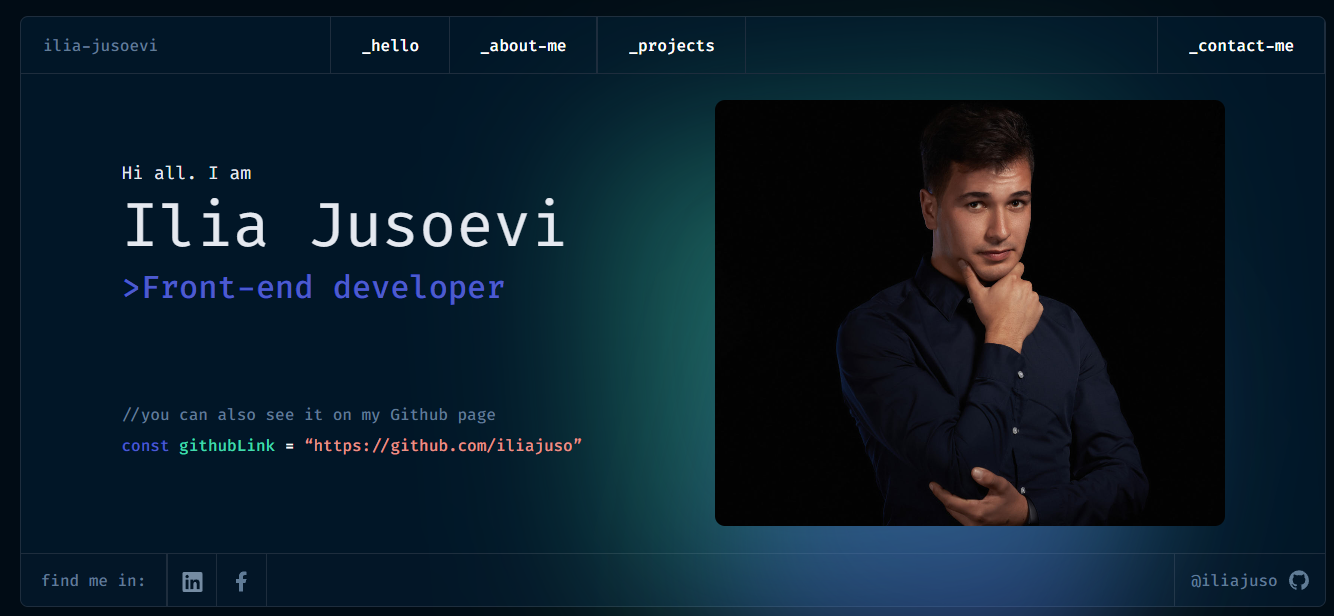 ilia-jusoevi
_hello
_about-me
_projects
_contact-me
Hi all. I am
Ilia Jusoevi
>Front-end developer
//you can also see it on my Github page
const githubLink = “https://github.com/iliajuso”
find me in:
@iliajuso